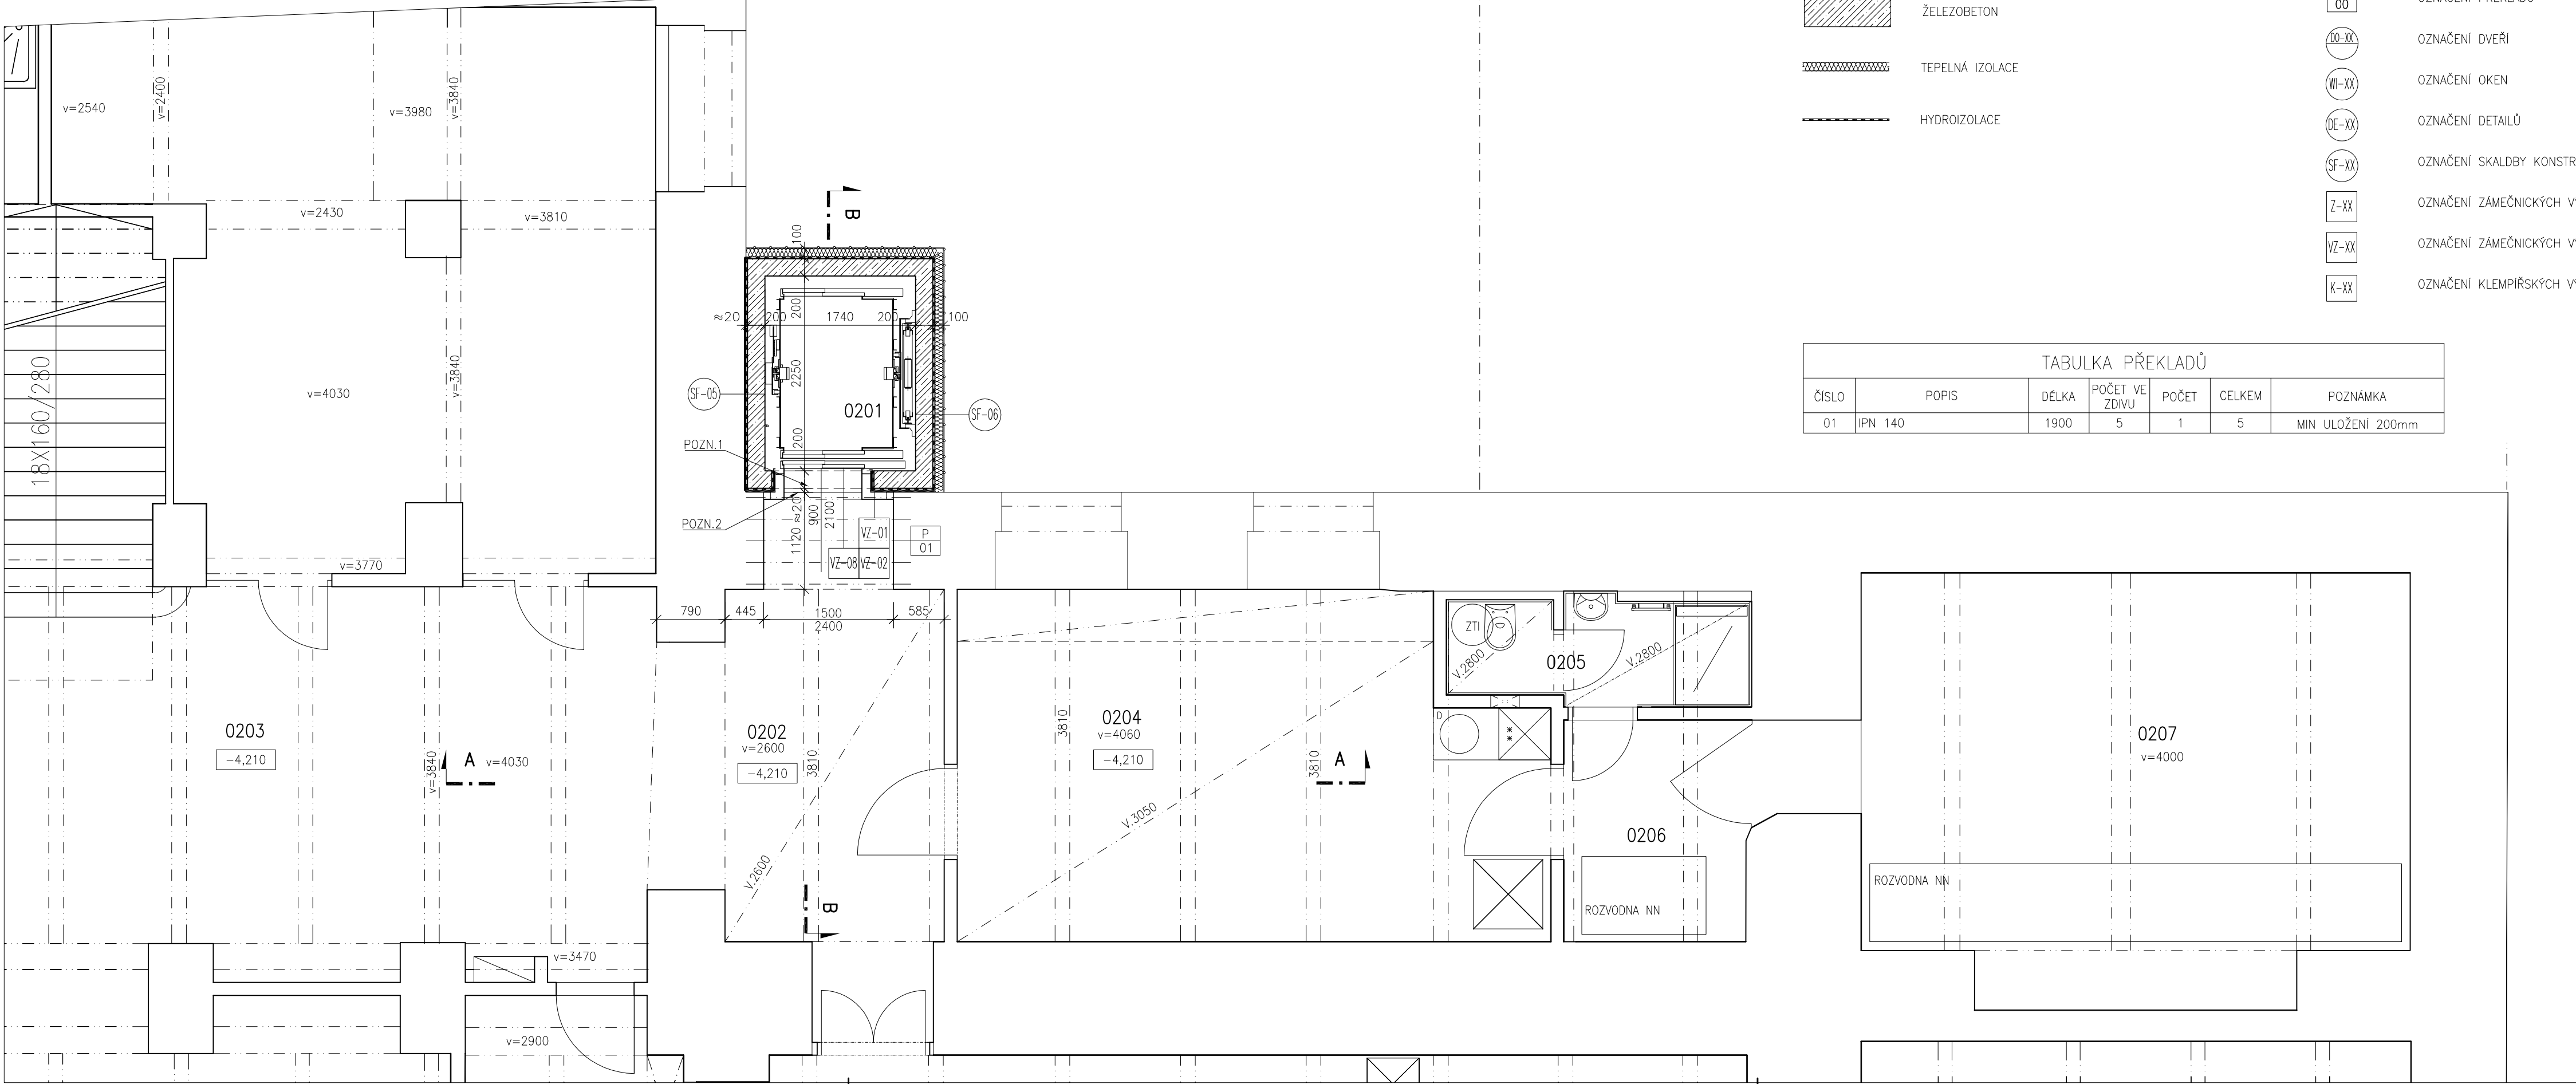 ŽELEZOBETON
TEPELNÁ IZOLACE
HYDROIZOLACE
00
DO-XX
OZNAČENÍ DVEŘÍ
WI-XX
OZNAČENÍ OKEN
DE-XX
OZNAČENÍ DETAILŮ
SF-XX
OZNAČENÍ SKALDBY KONSTR
Z-XX
OZNAČENÍ ZÁMEČNICKÝCH
VZ-XX
OZNAČENÍ ZÁMEČNICKÝCH
K-XX
OZNAČENÍ KLEMPÍŘSKÝCH
TABULKA PŘEKLADŮ
ČÍSLO POPIS DÉLKA POČET VE ZDIVU POČET CELKEM POZNÁMKA
01 IPN 140 1900 5 1 5 MIN ULOŽENÍ 200mm
v=2540
v=2400
v=3980
v=3840
v=2430
v=3810
v=4030
v=3840
18X160/280
v=3770
B
100
200
≈20
200
1740
200
100
2250
0201
SF-05
SF-06
200
POZN.1
POZN.2
≈20
1120
900
2100
VZ-01
VZ-08
VZ-02
P
01
790
445
1500
2400
585
0203
-4,210
v=3840
A
v=4030
0202
v=2600
-4,210
3810
V.2600
B
3810
0204
v=4060
-4,210
V.3050
3810
A
ZTI
V.2800
0205
V.2800
D
0206
ROZVODNA NN
0207
v=4000
ROZVODNA NN
v=3470
v=2900